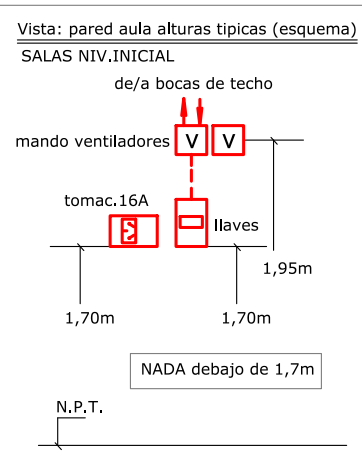 Vista: pared aula alturas tipicas (esquema)
SALAS NIV.INICIAL
de/a bocas de techo
mando ventiladores V V
tomac.16A
llaves
1,95m
1,70m 1,70m
NADA debajo de 1,7m
N.P.T.